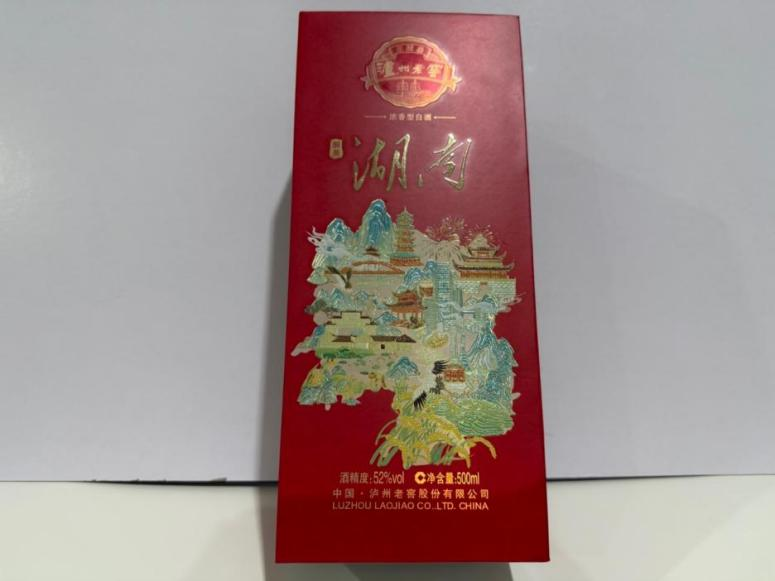 泸州老窖
浓香型白酒
湖南
酒精度:52%vol 净含量:500ml
中国·泸州老窖股份有限公司
LUZHOU LAOJIAO CO.,LTD. CHINA